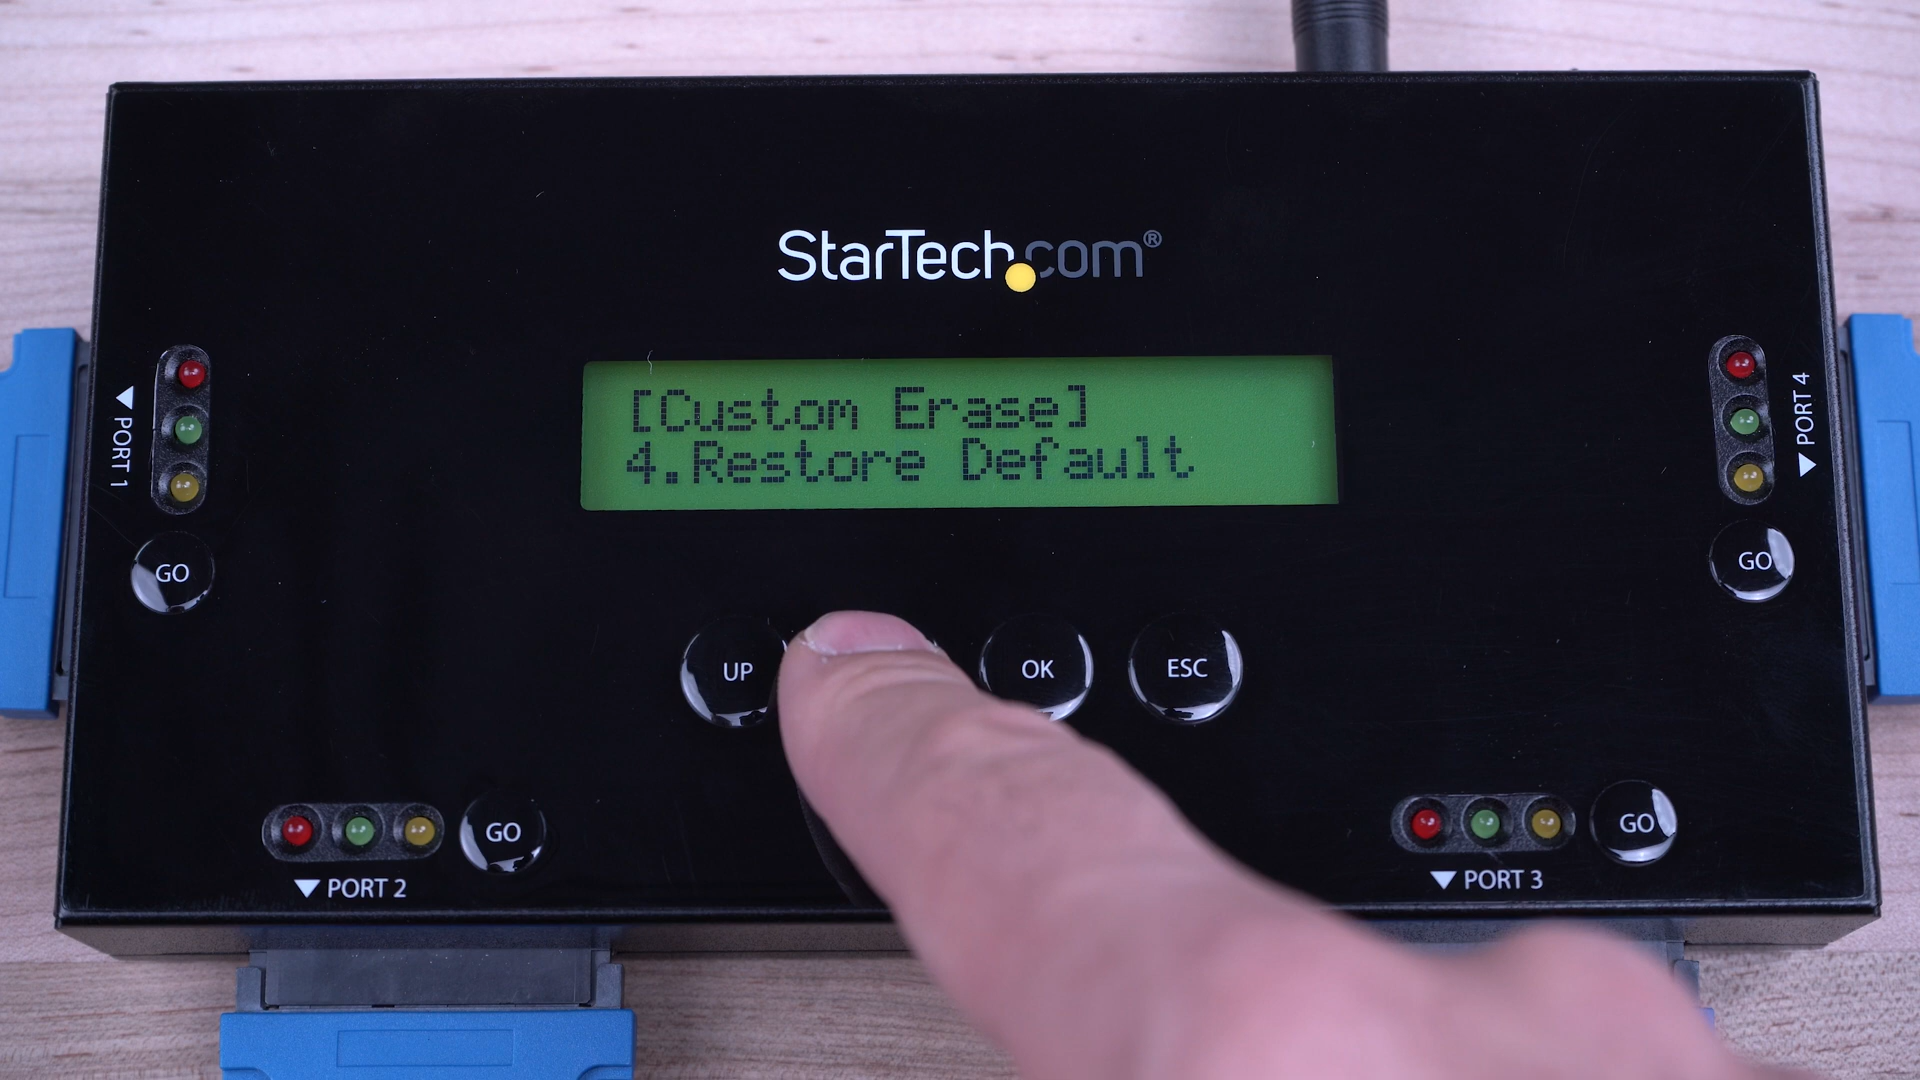 StarTech.com®
[Custom Erase]
4.Restore Default
PORT 1
GO
PORT 4
GO
UP
OK
ESC
GO
PORT 2
GO
PORT 3